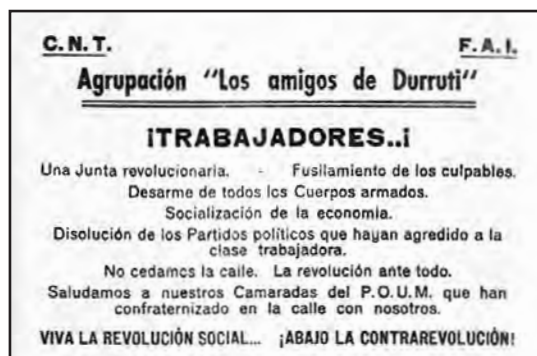 C. N. T. F. A. I.
Agrupación "Los amigos de Durruti"
¡TRABAJADORES..¡
Una Junta revolucionaria. - Fusilamiento de los culpables.
Desarme de todos los Cuerpos armados.
Socialización de la economia.
Disolución de los Partidos políticos que hayan agredido a la
clase trabajadora.
No cedamos la calle. La revolución ante todo.
Saludamos a nuestros Camaradas del P. O. U. M. que han
confraternizado en la calle con nosotros.
VIVA LA REVOLUCIÓN SOCIAL... ¡ABAJO LA CONTRAREVOLUCIÓN!